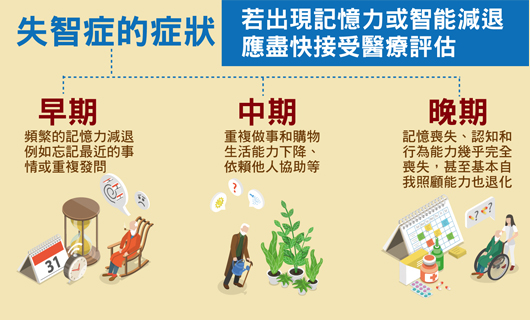 失智症的症狀
若出現記憶力或智能減退
應盡快接受醫療評估
早期
頻繁的記憶力減退
例如忘記最近的事
情或重複發問
31
中期
重複做事和購物
生活能力下降、
依賴他人協助等
?
晚期
記憶喪失、認知和
行為能力幾乎完全
喪失，甚至基本自
我照顧能力也退化
? ?